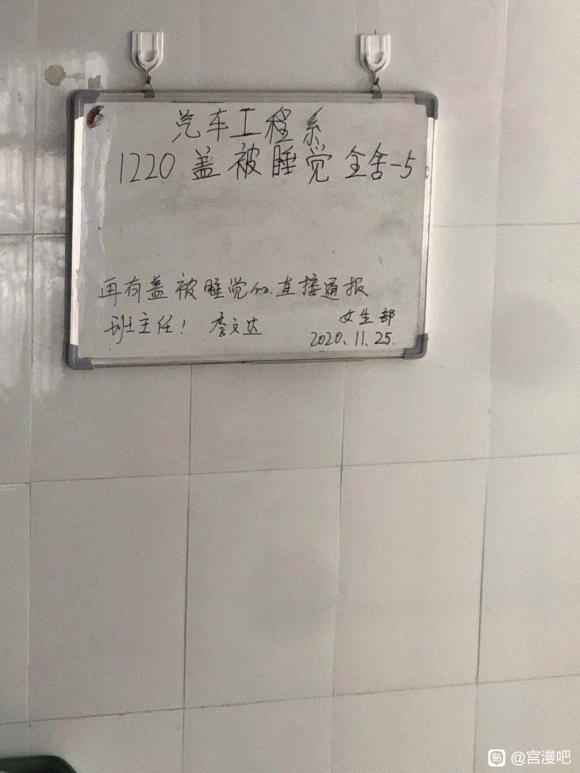 汽车工程系
1220 盖被睡觉 全舍-5
再有盖被睡觉的,直接通报
班主任! 李文达
女生部
2020.11.25
@宫漫吧